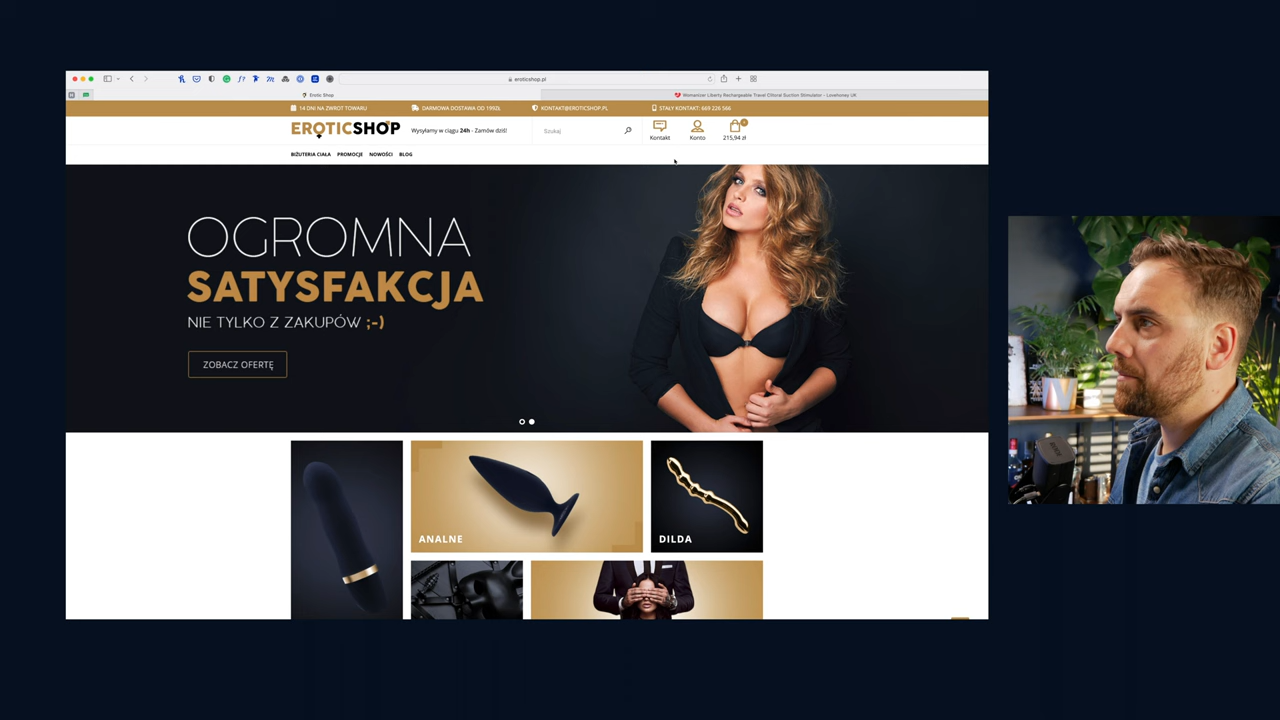 eroticshop.pl
Erotic Shop
Womanizer Liberty Rechargeable Travel Clitoral Suction Stimulator - Lovehoney UK
14 DNI NA ZWROT TOWARU
DARMOWA DOSTAWA OD 199ZŁ
KONTAKT@EROTICSHOP.PL
STAŁY KONTAKT: 669 226 566
EROTICSHOP
Wysyłamy w ciągu 24h - Zamów dziś!
Szukaj
Kontakt
Konto
215,94 zł
BIŻUTERIA CIAŁA
PROMOCJE
NOWOŚCI
BLOG
OGROMNA
SATYSFAKCJA
NIE TYLKO Z ZAKUPÓW ;-)
ZOBACZ OFERTĘ
ANALNE
DILDA